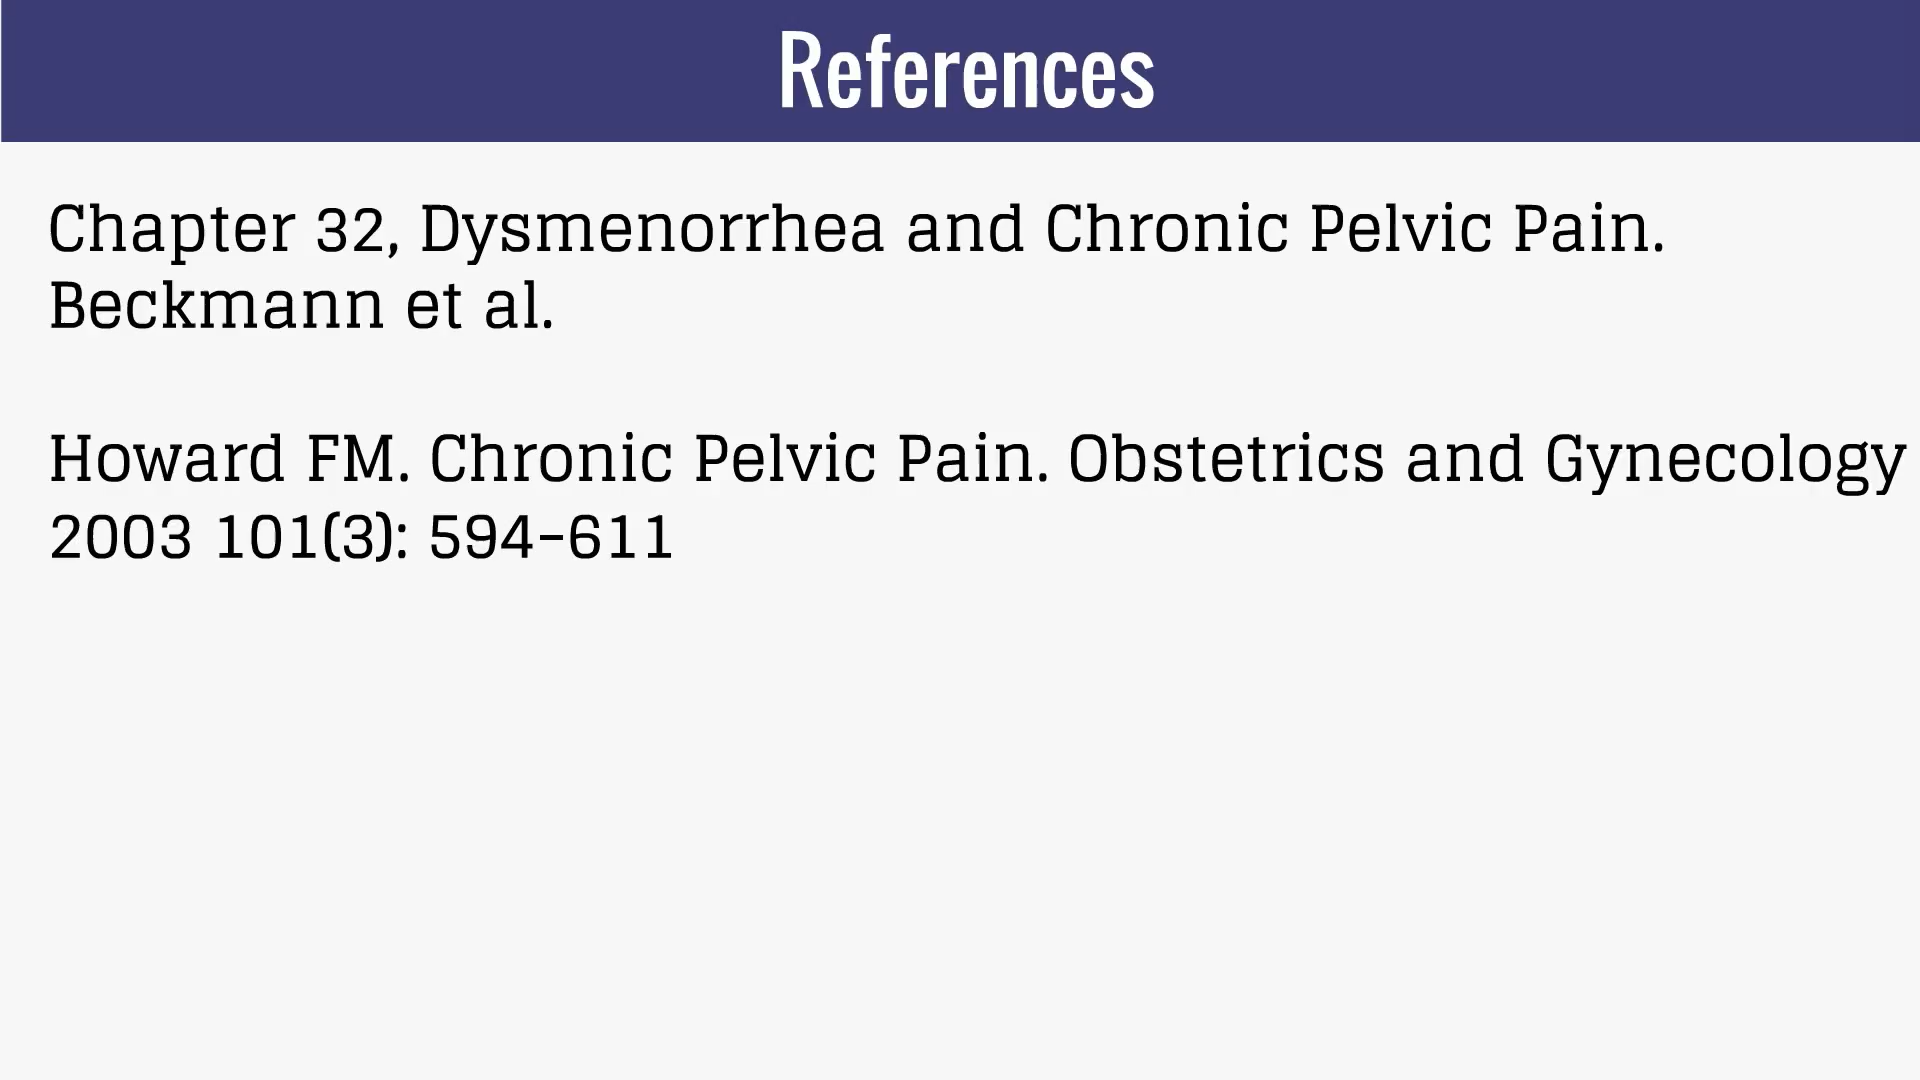 References
Chapter 32, Dysmenorrhea and Chronic Pelvic Pain.
Beckmann et al.
Howard FM. Chronic Pelvic Pain. Obstetrics and Gynecology
2003 101(3): 594-611